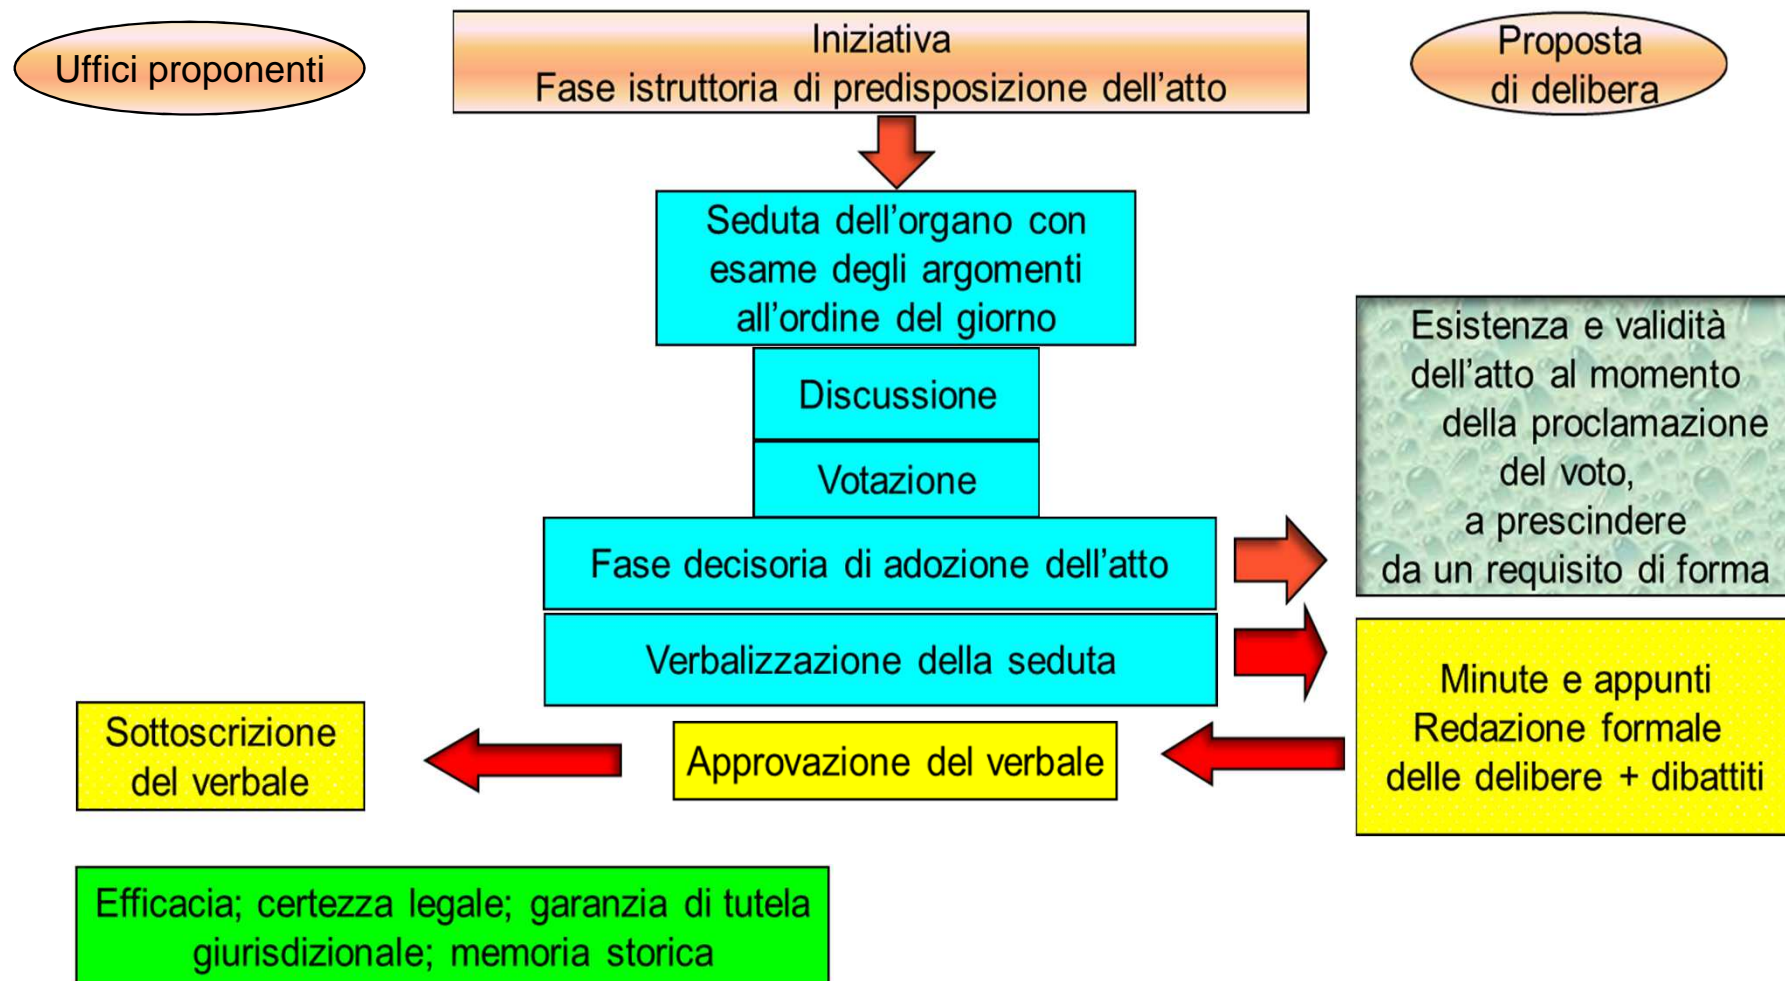 Uffici proponenti
Iniziativa
Fase istruttoria di predisposizione dell'atto
Proposta
di delibera
Seduta dell'organo con
esame degli argomenti
all'ordine del giorno
Discussione
Votazione
Fase decisoria di adozione dell'atto
Esistenza e validità
dell'atto al momento
della proclamazione
del voto,
a prescindere
da un requisito di forma
Verbalizzazione della seduta
Minute e appunti
Redazione formale
delle delibere + dibattiti
Approvazione del verbale
Sottoscrizione
del verbale
Efficacia; certezza legale; garanzia di tutela
giurisdizionale; memoria storica